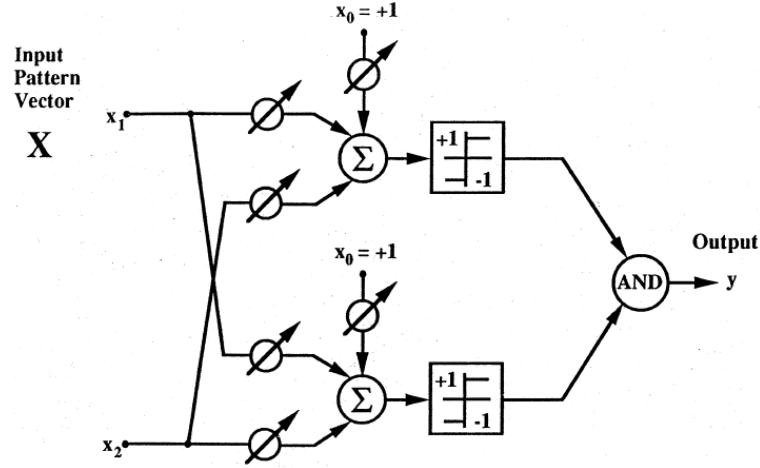 x₀ = +1
Input
Pattern
Vector
X
x₁
Σ
+1
-1
x₀ = +1
Output
AND
y
Σ
+1
-1
x₂